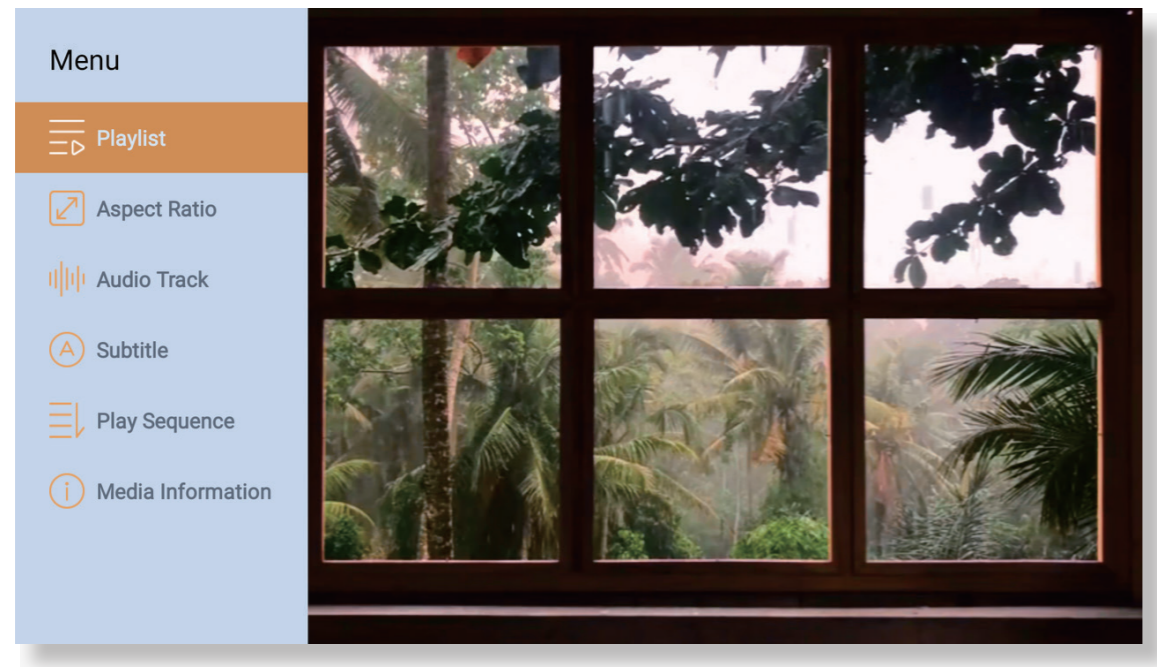 Menu
Playlist
Aspect Ratio
Audio Track
Subtitle
Play Sequence
Media Information